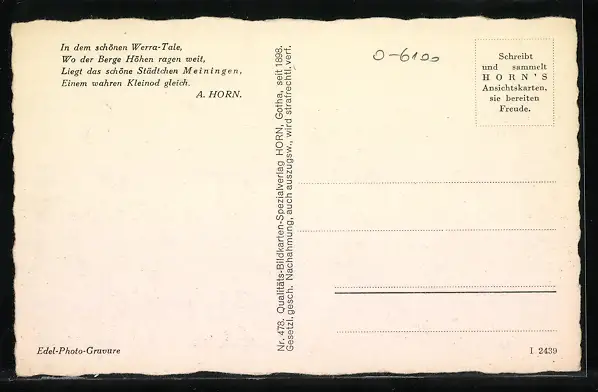 In dem schönen Werra-Tale,
Wo der Berge Höhen ragen weit,
Liegt das schöne Städtchen Meiningen,
Einem wahren Kleinod gleich.
A. HORN.
Edel-Photo-Gravure
Nr. 478. Qualitäts-Bildkarten-Spezialverlag HORN, Gotha, seit 1898.
Gesetzl. gesch. Nachahmung, auch auszugsw., wird strafrechtl. verf.
O-6100
Schreibt
und sammelt
HORN'S
Ansichtskarten,
sie bereiten
Freude.
I 2439